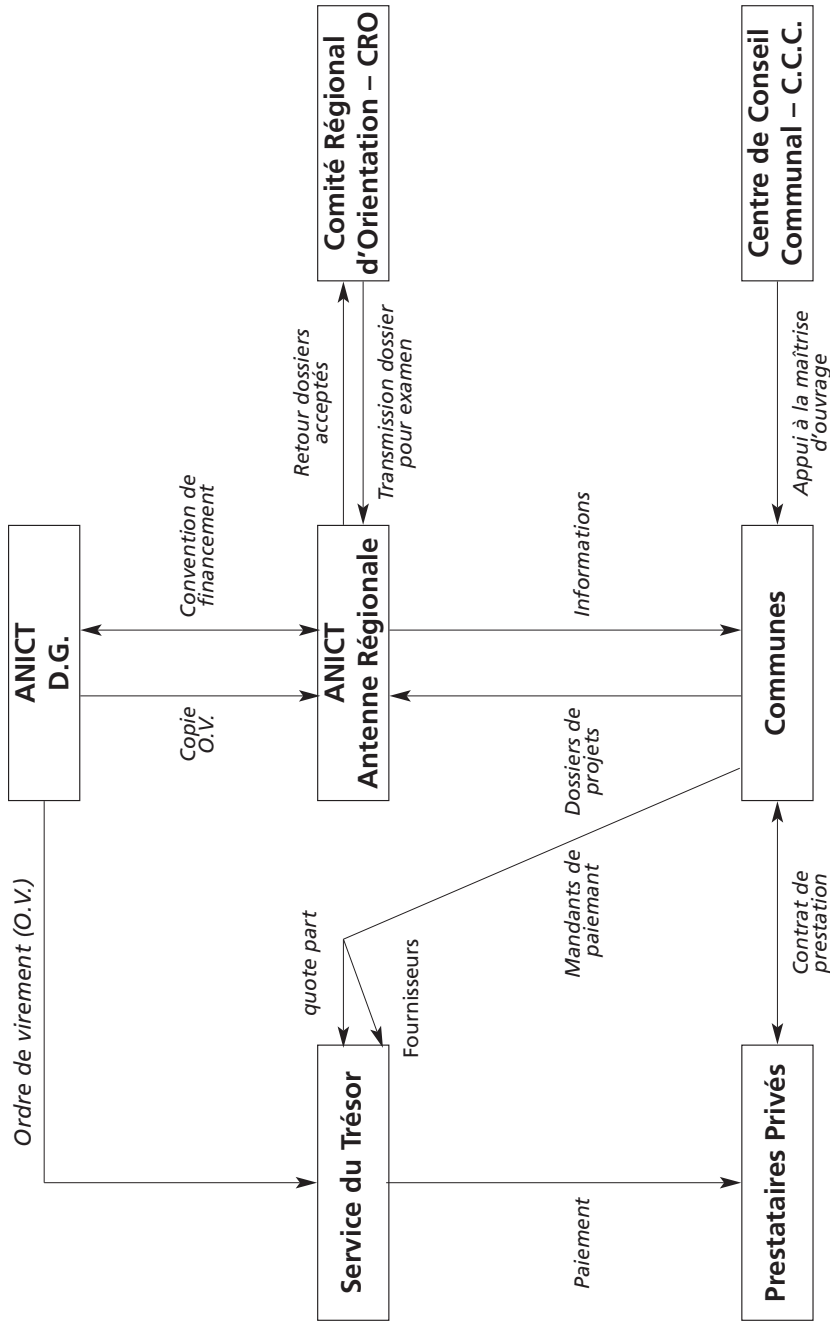 ANICT
D.G.
Ordre de virement (O.V.)
Copie
O.V.
Convention de
financement
Service du Trésor
quote part
Fournisseurs
ANICT
Antenne Régionale
Retour dossiers
acceptés
Transmission dossier
pour examen
Comité Régional
d'Orientation – CRO
Paiement
Mandants de
paiemant
Dossiers de
projets
Informations
Prestataires Privés
Contrat de
prestation
Communes
Appui à la maîtrise
d'ouvrage
Centre de Conseil
Communal – C.C.C.